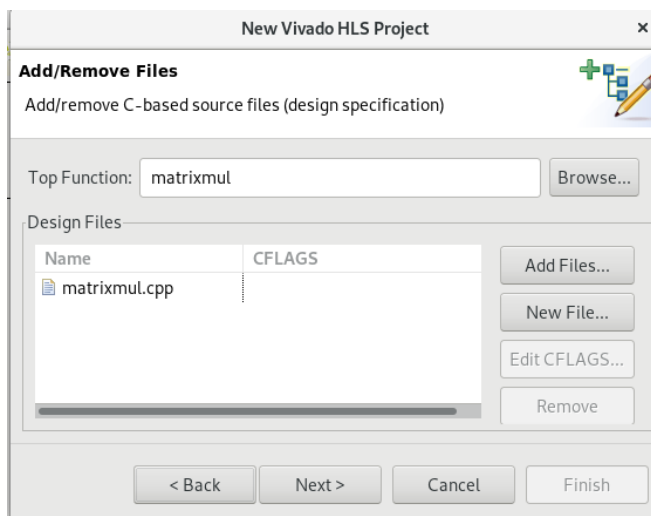 New Vivado HLS Project ×
Add/Remove Files
Add/remove C-based source files (design specification)
Top Function: matrixmul Browse...
Design Files
Name CFLAGS
matrixmul.cpp
Add Files...
New File...
Edit CFLAGS...
Remove
< Back Next > Cancel Finish